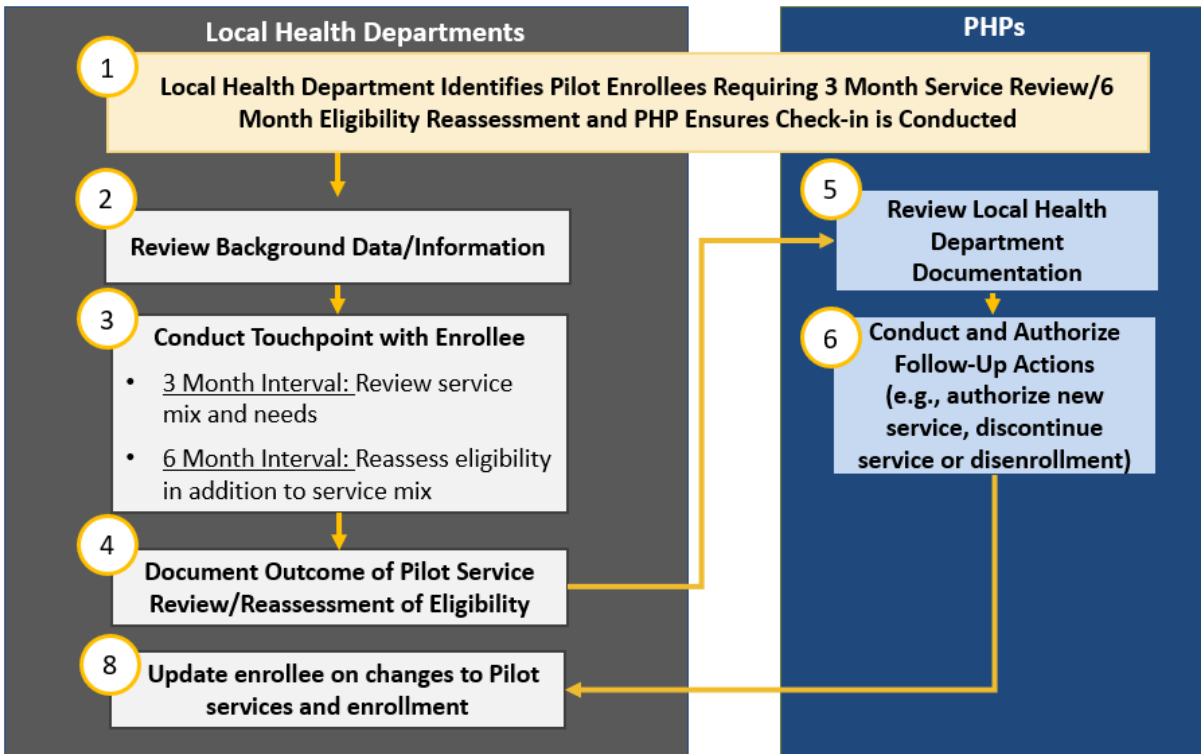 Local Health Departments
PHPs
1
Local Health Department Identifies Pilot Enrollees Requiring 3 Month Service Review/6
Month Eligibility Reassessment and PHP Ensures Check-in is Conducted
2
Review Background Data/Information
3
Conduct Touchpoint with Enrollee
• 3 Month Interval: Review service
mix and needs
• 6 Month Interval: Reassess eligibility
in addition to service mix
4
Document Outcome of Pilot Service
Review/Reassessment of Eligibility
5
Review Local Health
Department
Documentation
6
Conduct and Authorize
Follow-Up Actions
(e.g., authorize new
service, discontinue
service or disenrollment)
8
Update enrollee on changes to Pilot
services and enrollment